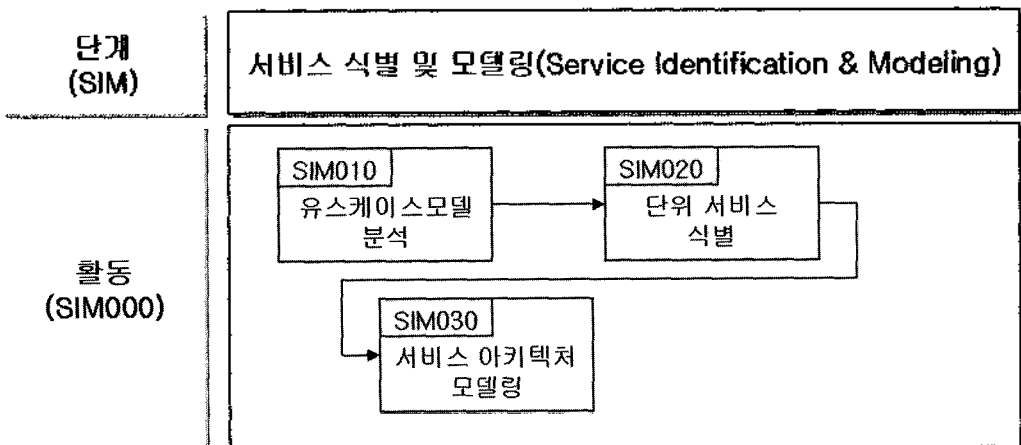 단계
(SIM)
서비스 식별 및 모델링(Service Identification & Modeling)
활동
(SIM000)
SIM010
유스케이스모델
분석
SIM020
단위 서비스
식별
SIM030
서비스 아키텍처
모델링